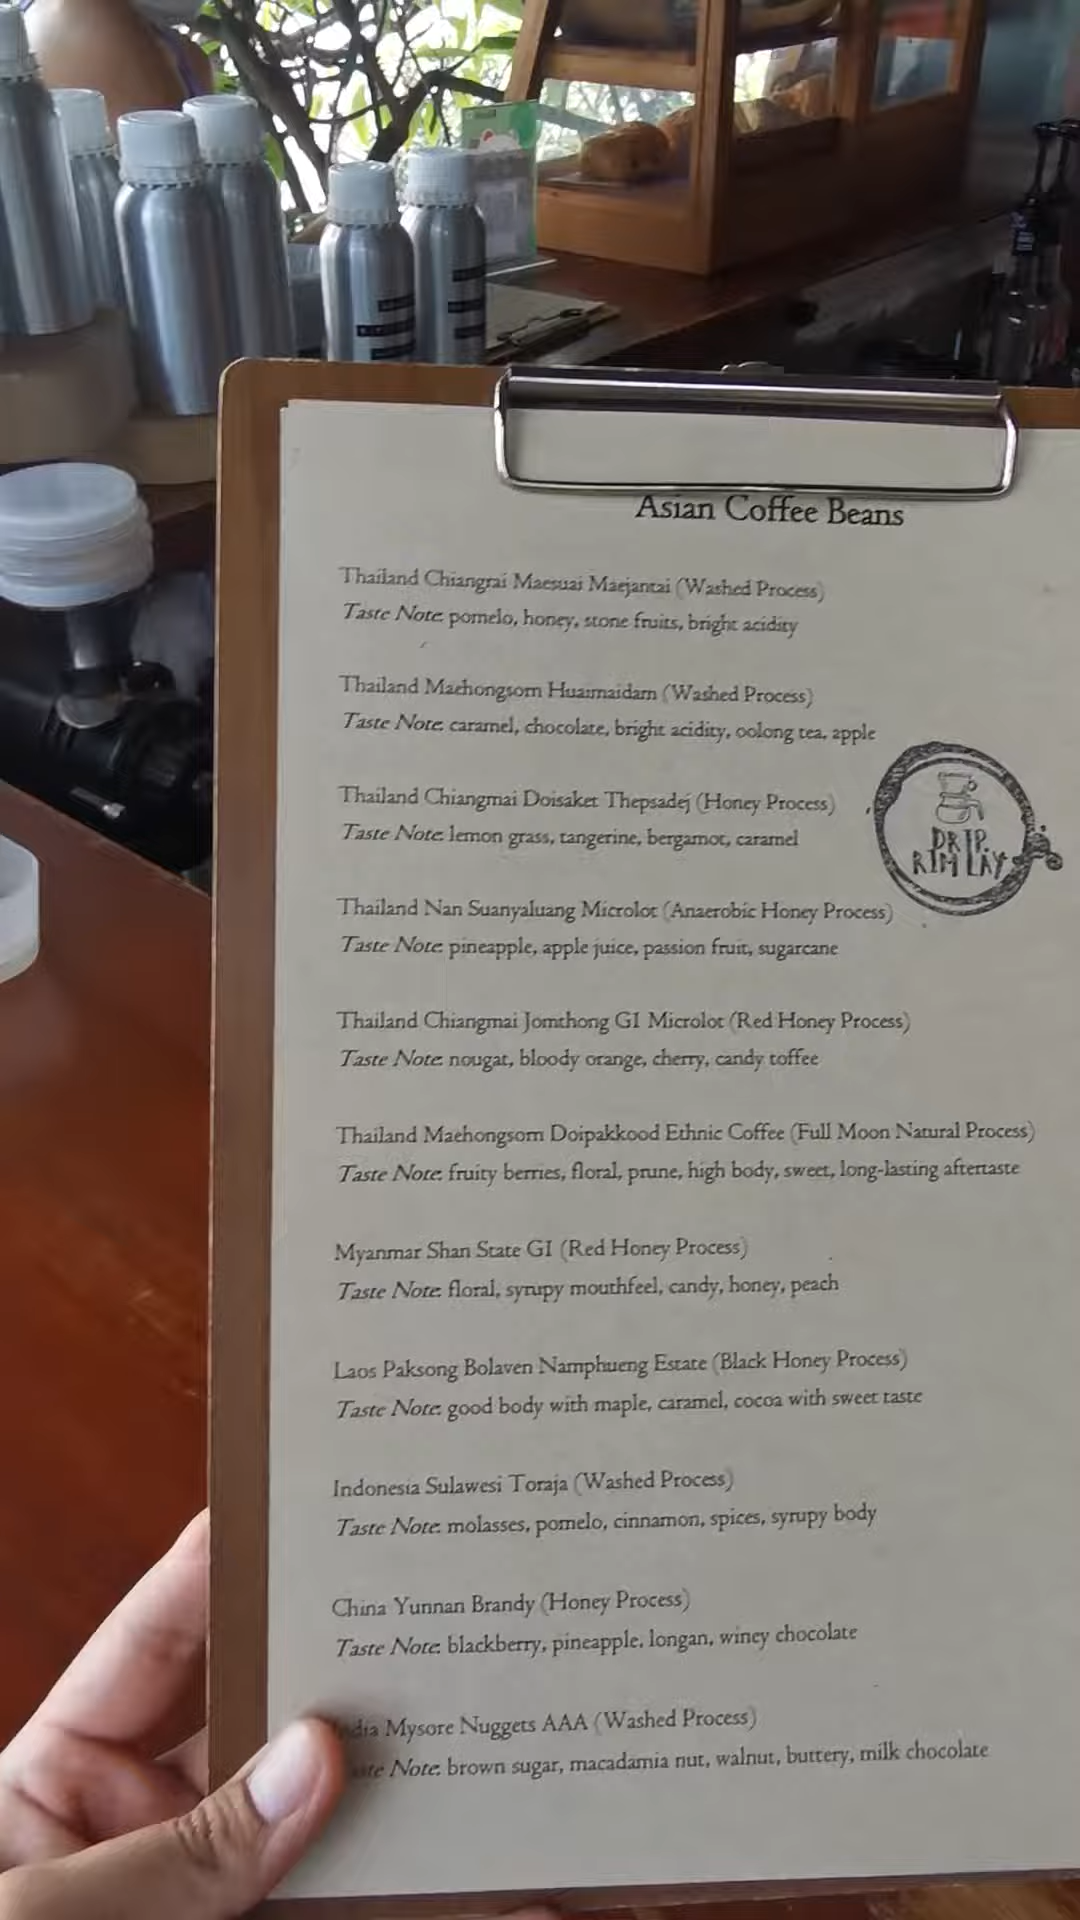 Asian Coffee Beans
Thailand Chiangrai Maesuai Maejantai (Washed Process)
Taste Note: pomelo, honey, stone fruits, bright acidity
Thailand Maehongsorn Huaimaidam (Washed Process)
Taste Note: caramel, chocolate, bright acidity, oolong tea, apple
Thailand Chiangmai Doisaket Thepsadej (Honey Process)
Taste Note: lemon grass, tangerine, bergamot, caramel
DRIP.
RIM LAY
Thailand Nan Suanyaluang Microlot (Anaerobic Honey Process)
Taste Note: pineapple, apple juice, passion fruit, sugarcane
Thailand Chiangmai Jomthong GI Microlot (Red Honey Process)
Taste Note: nougat, bloody orange, cherry, candy toffee
Thailand Maehongsorn Doipakkood Ethnic Coffee (Full Moon Natural Process)
Taste Note: fruity berries, floral, prune, high body, sweet, long-lasting aftertaste
Myanmar Shan State GI (Red Honey Process)
Taste Note: floral, syrupy mouthfeel, candy, honey, peach
Laos Paksong Bolaven Namphueng Estate (Black Honey Process)
Taste Note: good body with maple, caramel, cocoa with sweet taste
Indonesia Sulawesi Toraja (Washed Process)
Taste Note: molasses, pomelo, cinnamon, spices, syrupy body
China Yunnan Brandy (Honey Process)
Taste Note: blackberry, pineapple, longan, winey chocolate
India Mysore Nuggets AAA (Washed Process)
Taste Note: brown sugar, macadamia nut, walnut, buttery, milk chocolate